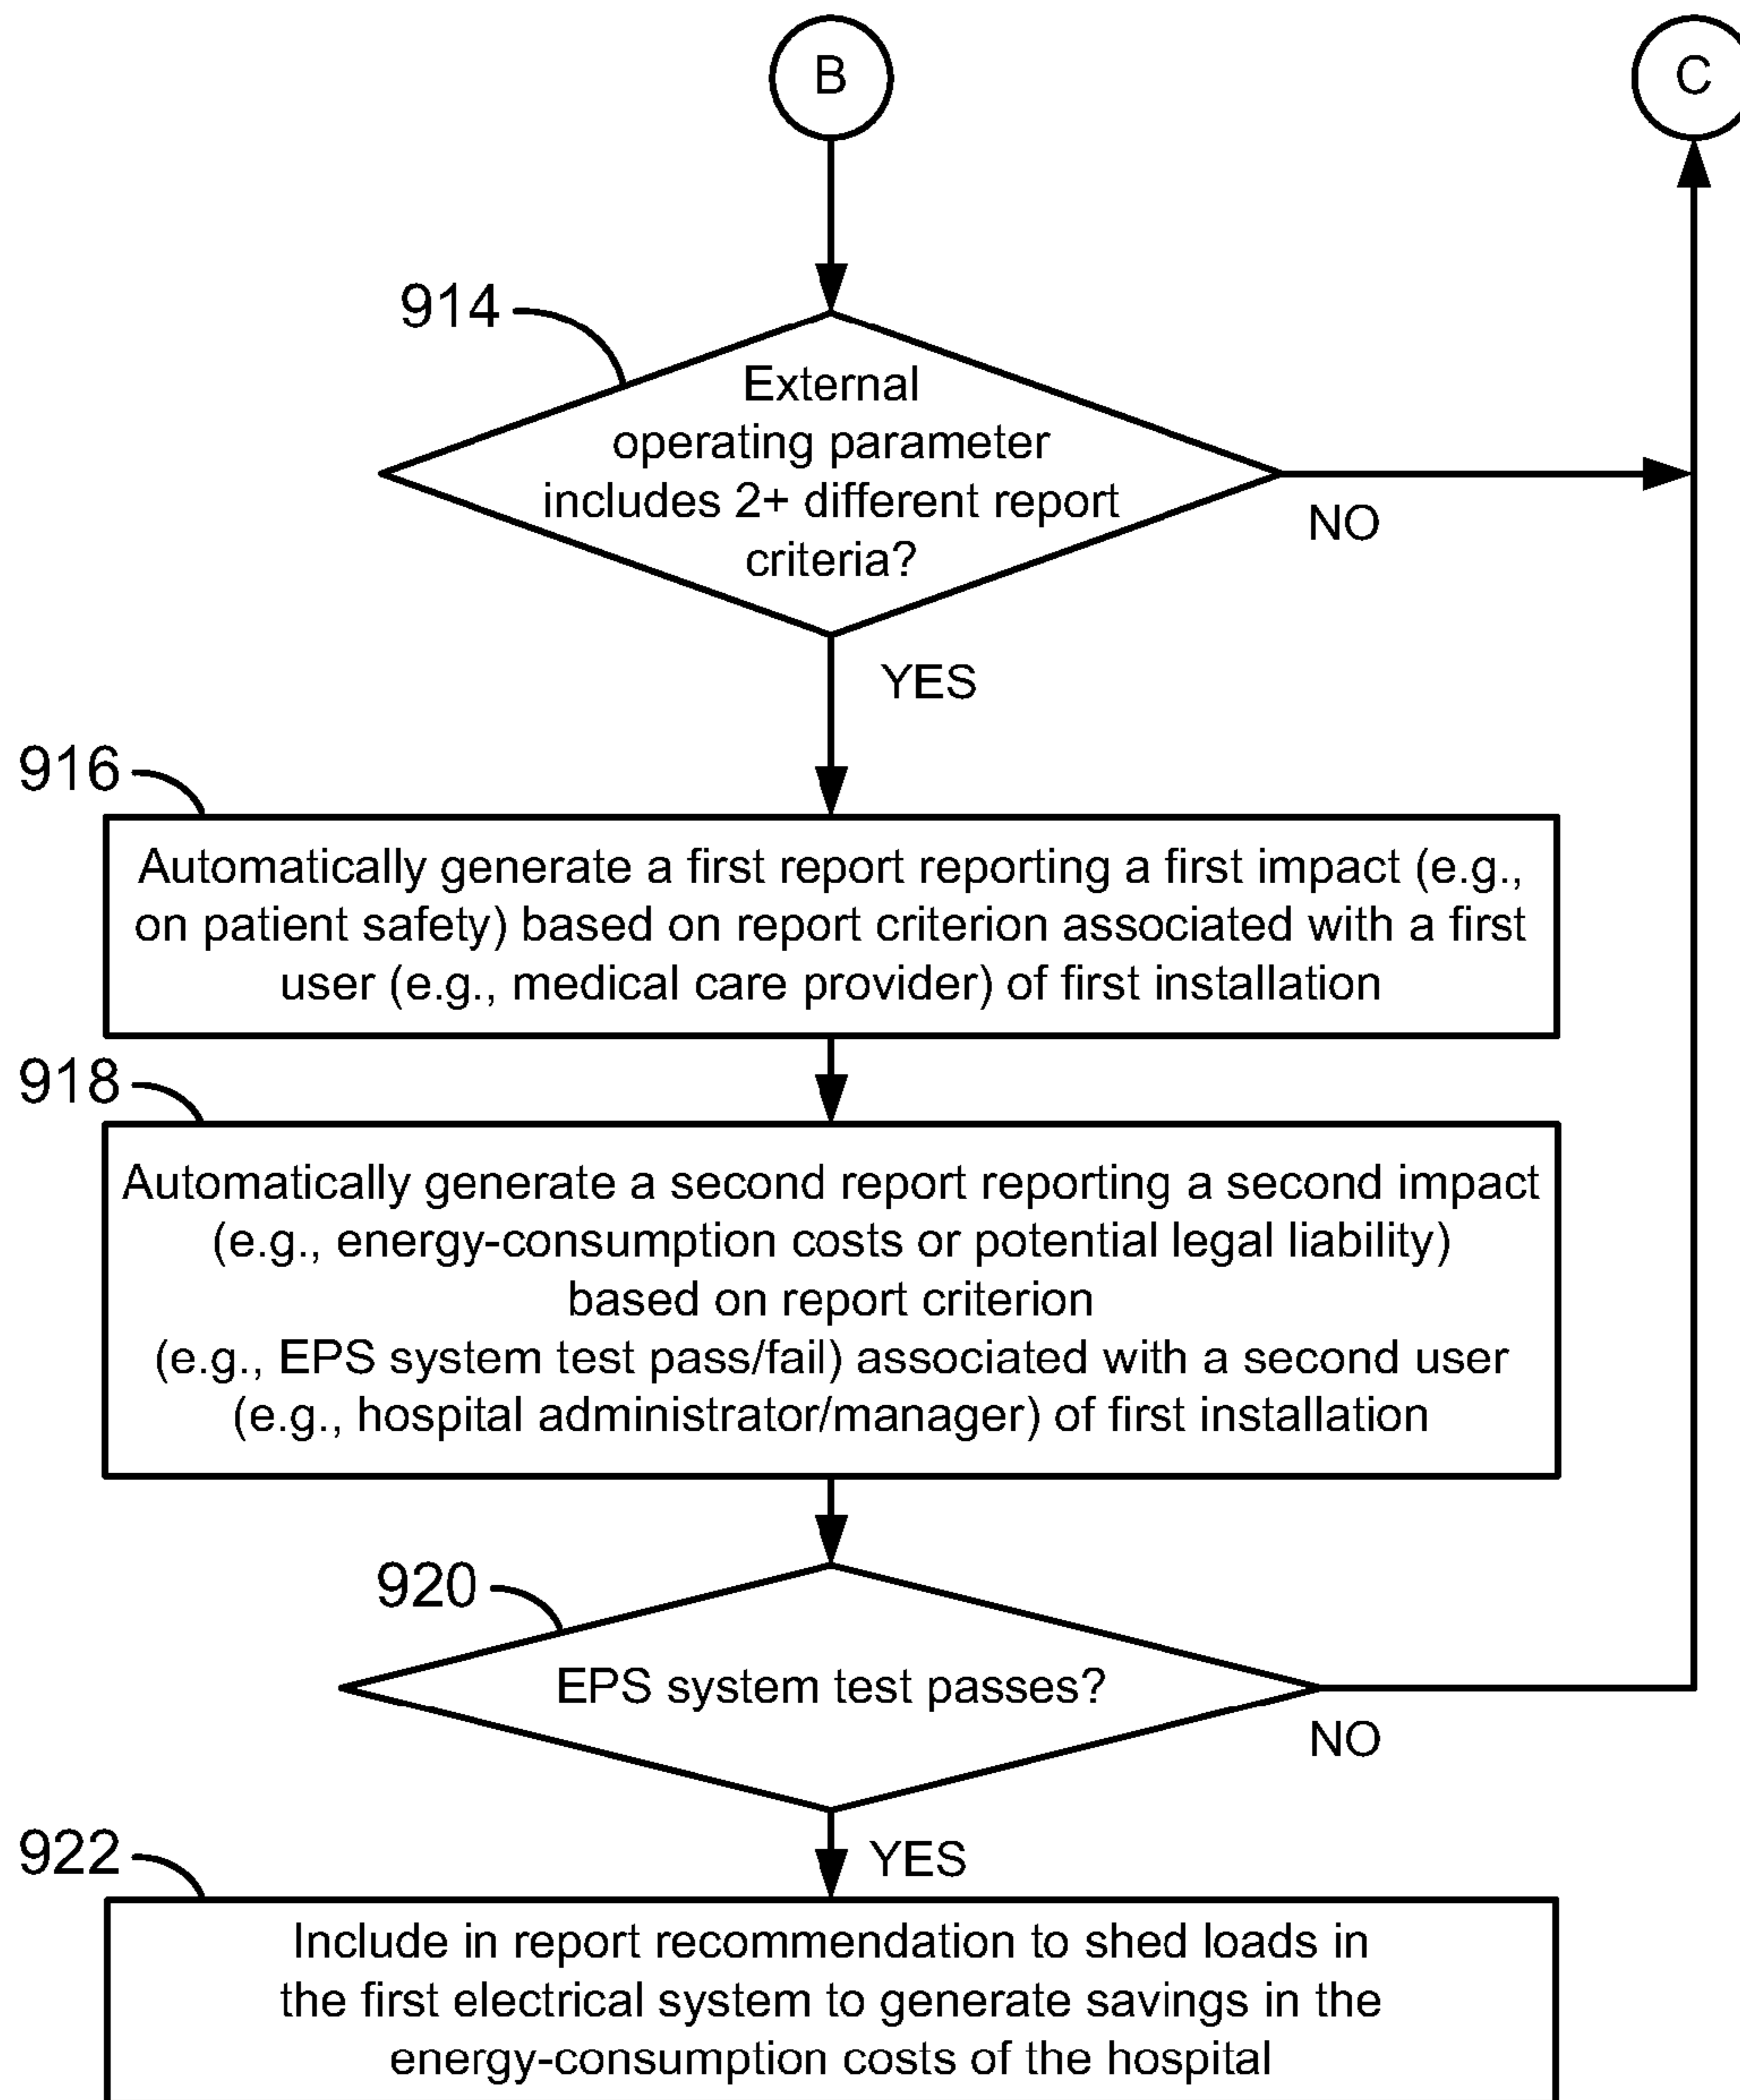 B
C
914
External
operating parameter
includes 2+ different report
criteria?
NO
YES
916
Automatically generate a first report reporting a first impact (e.g.,
on patient safety) based on report criterion associated with a first
user (e.g., medical care provider) of first installation
918
Automatically generate a second report reporting a second impact
(e.g., energy-consumption costs or potential legal liability)
based on report criterion
(e.g., EPS system test pass/fail) associated with a second user
(e.g., hospital administrator/manager) of first installation
920
EPS system test passes?
NO
YES
922
Include in report recommendation to shed loads in
the first electrical system to generate savings in the
energy-consumption costs of the hospital